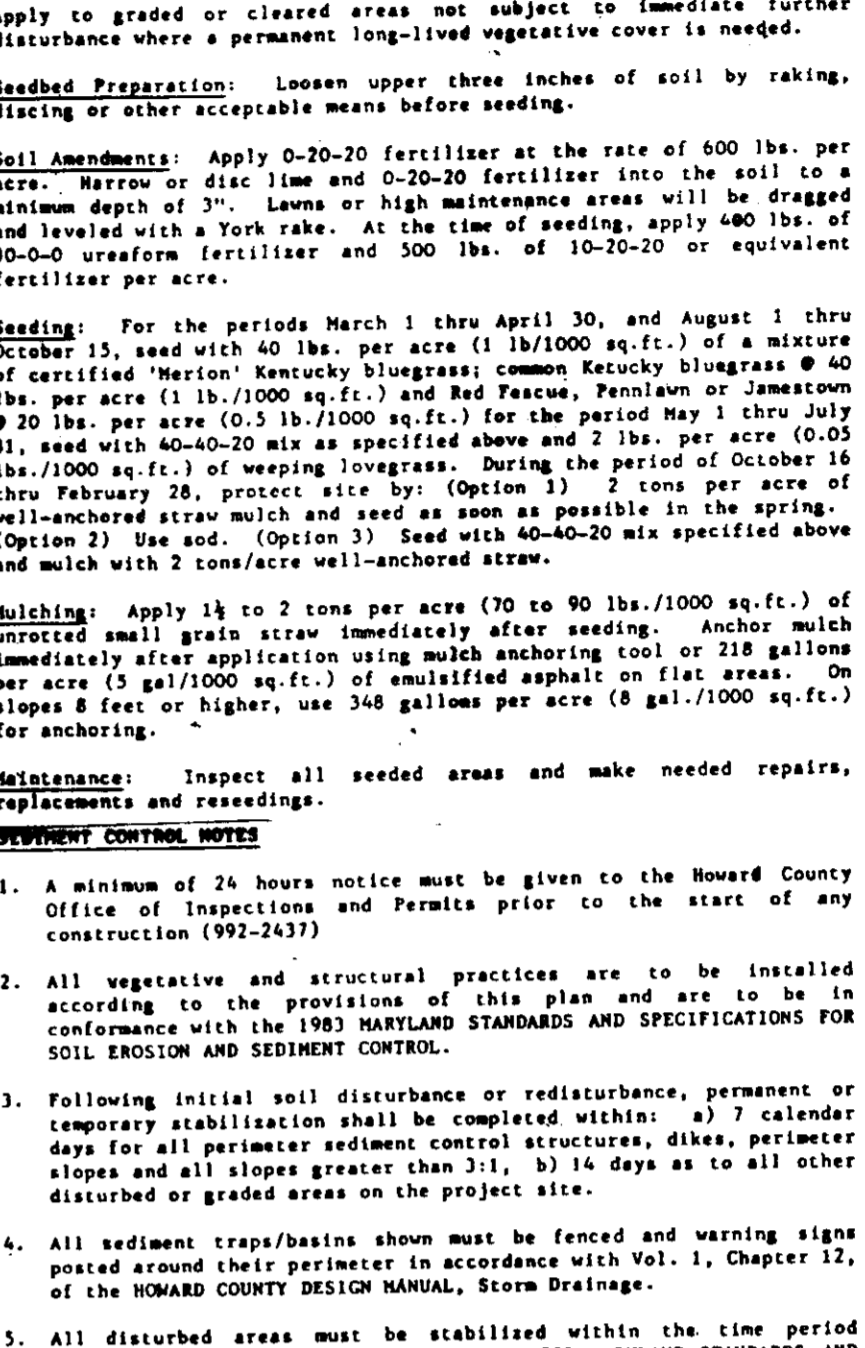 apply to graded or cleared areas not subject to immediate further
disturbance where a permanent long-lived vegetative cover is needed.
Seedbed Preparation: Loosen upper three inches of soil by raking,
discing or other acceptable means before seeding.
Soil Amendments: Apply 0-20-20 fertilizer at the rate of 600 lbs. per
acre. Harrow or disc lime and 0-20-20 fertilizer into the soil to a
minimum depth of 3". Lawns or high maintenance areas will be dragged
and leveled with a York rake. At the time of seeding, apply 400 lbs. of
30-0-0 ureaform fertilizer and 500 lbs. of 10-20-20 or equivalent
fertilizer per acre.
Seeding: For the periods March 1 thru April 30, and August 1 thru
October 15, seed with 40 lbs. per acre (1 lb/1000 sq.ft.) of a mixture
of certified 'Merion' Kentucky bluegrass; common Ketucky bluegrass @ 40
lbs. per acre (1 lb./1000 sq.ft.) and Red Fescue, Pennlawn or Jamestown
@ 20 lbs. per acre (0.5 lb./1000 sq.ft.) for the period May 1 thru July
31, seed with 40-40-20 mix as specified above and 2 lbs. per acre (0.05
lbs./1000 sq.ft.) of weeping lovegrass. During the period of October 16
thru February 28, protect site by: (Option 1) 2 tons per acre of
well-anchored straw mulch and seed as soon as possible in the spring.
(Option 2) Use sod. (Option 3) Seed with 40-40-20 mix specified above
and mulch with 2 tons/acre well-anchored straw.
Mulching: Apply 1½ to 2 tons per acre (70 to 90 lbs./1000 sq.ft.) of
unrotted small grain straw immediately after seeding. Anchor mulch
immediately after application using mulch anchoring tool or 218 gallons
per acre (5 gal/1000 sq.ft.) of emulsified asphalt on flat areas. On
slopes 8 feet or higher, use 348 gallons per acre (8 gal./1000 sq.ft.)
for anchoring.
Maintenance: Inspect all seeded areas and make needed repairs,
replacements and reseedings.
SEDIMENT CONTROL NOTES
1. A minimum of 24 hours notice must be given to the Howard County
Office of Inspections and Permits prior to the start of any
construction (992-2437)
2. All vegetative and structural practices are to be installed
according to the provisions of this plan and are to be in
conformance with the 1983 MARYLAND STANDARDS AND SPECIFICATIONS FOR
SOIL EROSION AND SEDIMENT CONTROL.
3. Following initial soil disturbance or redisturbance, permanent or
temporary stabilization shall be completed within: a) 7 calendar
days for all perimeter sediment control structures, dikes, perimeter
slopes and all slopes greater than 3:1, b) 14 days as to all other
disturbed or graded areas on the project site.
4. All sediment traps/basins shown must be fenced and warning signs
posted around their perimeter in accordance with Vol. 1, Chapter 12,
of the HOWARD COUNTY DESIGN MANUAL, Storm Drainage.
5. All disturbed areas must be stabilized within the time period
STANDARDS AND